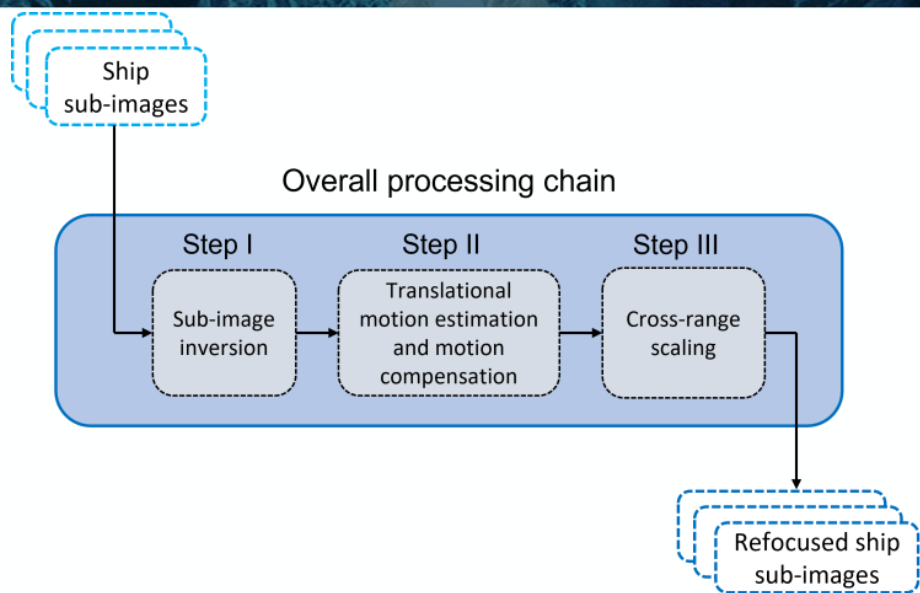 Ship
sub-images
Overall processing chain
Step I
Sub-image
inversion
Step II
Translational
motion estimation
and motion
compensation
Step III
Cross-range
scaling
Refocused ship
sub-images